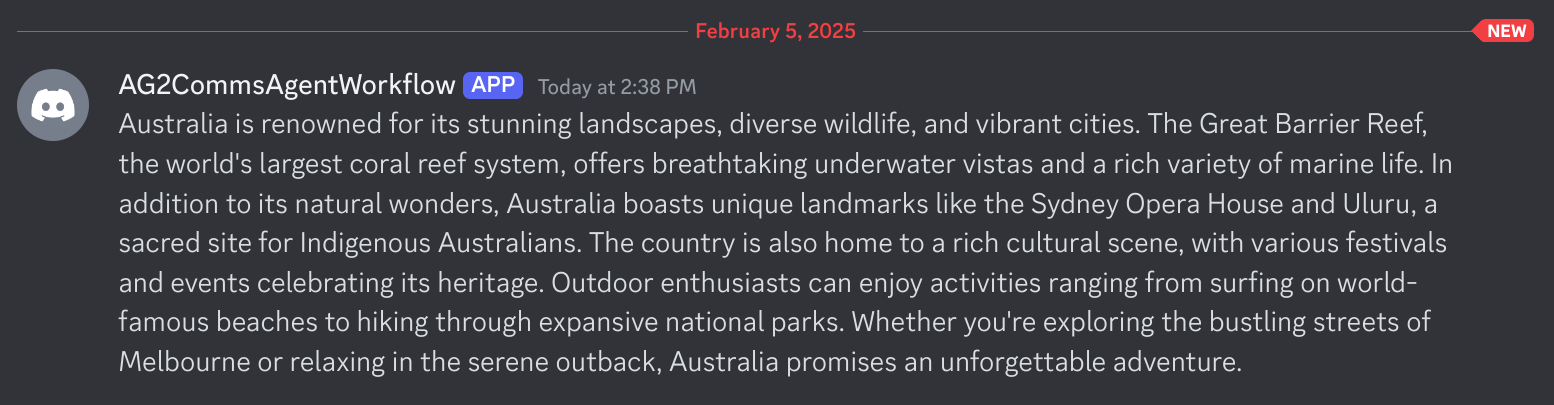 February 5, 2025
NEW
AG2CommsAgentWorkflow APP Today at 2:38 PM
Australia is renowned for its stunning landscapes, diverse wildlife, and vibrant cities. The Great Barrier Reef,
the world's largest coral reef system, offers breathtaking underwater vistas and a rich variety of marine life. In
addition to its natural wonders, Australia boasts unique landmarks like the Sydney Opera House and Uluru, a
sacred site for Indigenous Australians. The country is also home to a rich cultural scene, with various festivals
and events celebrating its heritage. Outdoor enthusiasts can enjoy activities ranging from surfing on world-
famous beaches to hiking through expansive national parks. Whether you're exploring the bustling streets of
Melbourne or relaxing in the serene outback, Australia promises an unforgettable adventure.